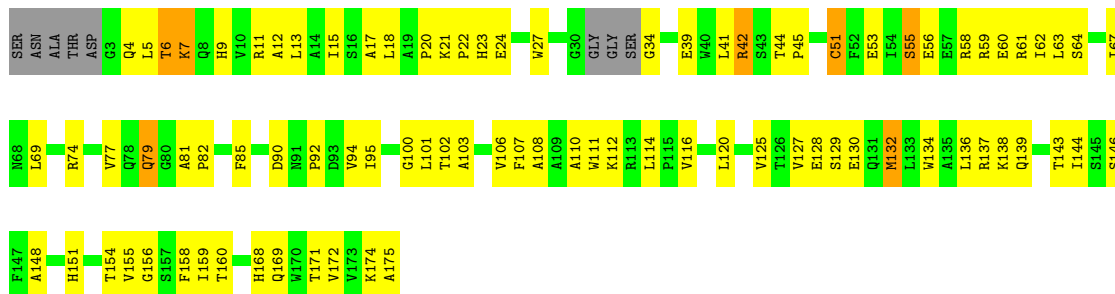 SER ASN ALA THR ASP G3 Q4 L5 T6 K7 Q8 H9 V10 R11 A12 L13 A14 I15 S16 A17 L18 A19 P20 K21 P22 H23 E24 W27 G30 GLY GLY SER G34 E39 W40 L41 R42 S43 T44 P45 C51 F52 E53 I54 S55 E56 E57 R58 R59 E60 R61 I62 L63 S64 I67
N68 L69 R74 V77 Q78 Q79 G80 A81 P82 F85 D90 N91 P92 D93 V94 I95 G100 L101 T102 A103 V106 F107 A108 A109 A110 W111 K112 R113 L114 P115 V116 L120 V125 T126 V127 E128 S129 E130 Q131 M132 L133 W134 A135 L136 R137 K138 Q139 T143 I144 S145 S146
F147 A148 H151 T154 V155 G156 S157 F158 I159 T160 H168 Q169 W170 T171 V172 V173 K174 A175